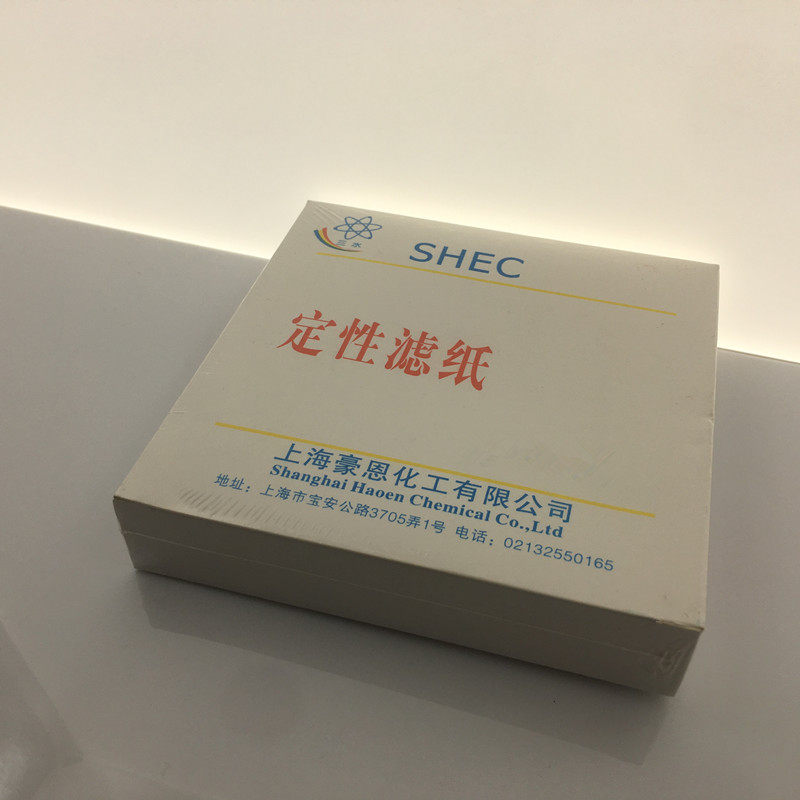 三水
SHEC
定性滤纸
上海豪恩化工有限公司
Shanghai Haoen Chemical Co.,Ltd
地址：上海市宝安公路3705弄1号 电话：02132550165